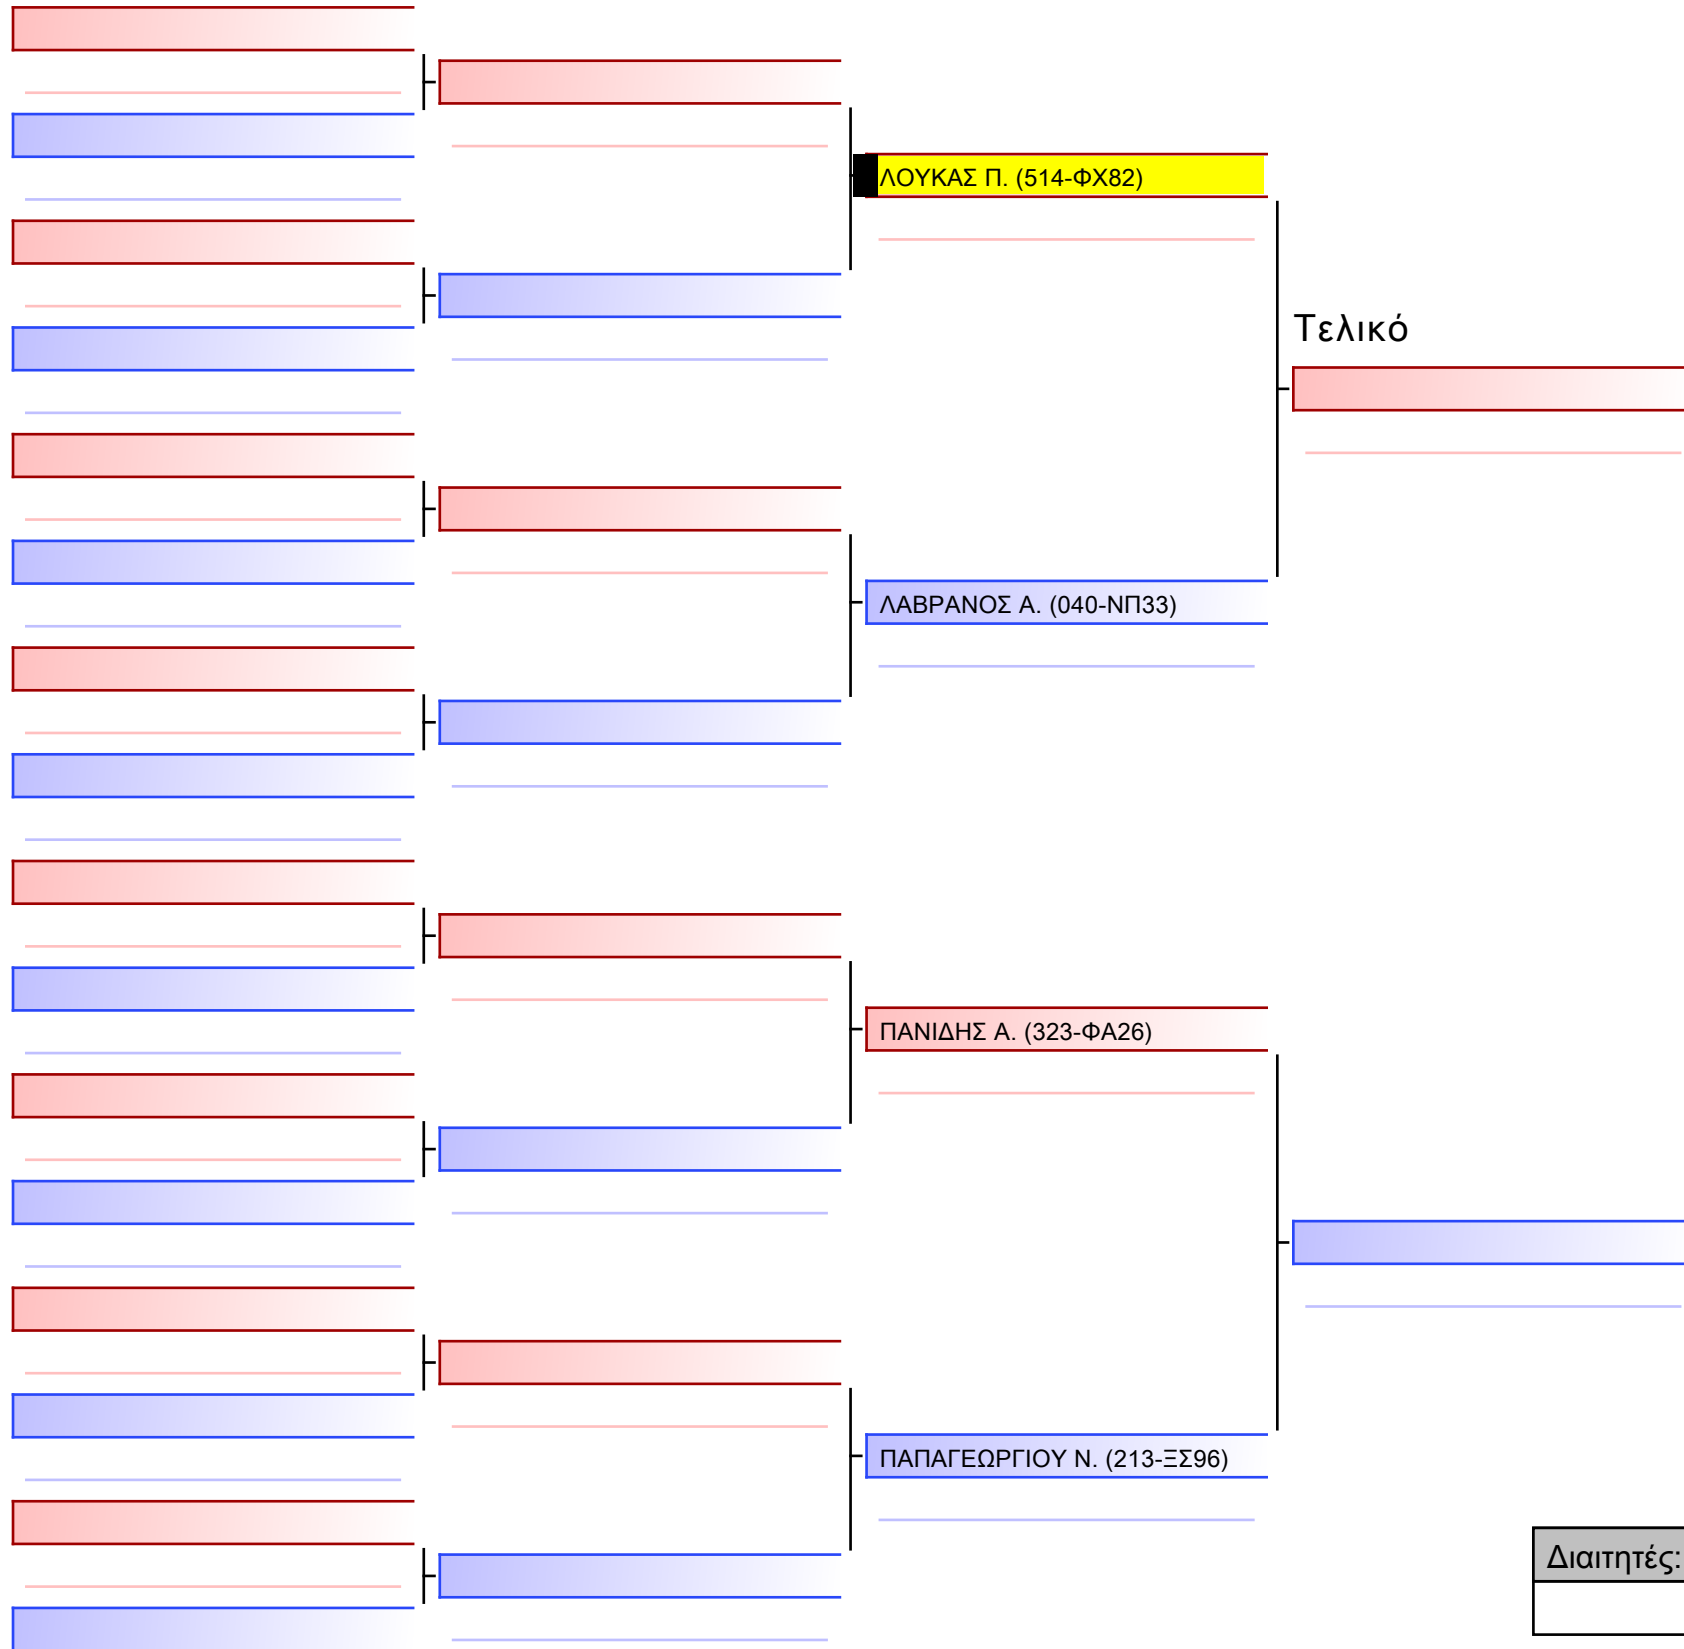 ΛΟΥΚΑΣ Π. (514-ΦΧ82)
Τελικό
ΛΑΒΡΑΝΟΣ Α. (040-ΝΠ33)
ΠΑΝΙΔΗΣ Α. (323-ΦΑ26)
ΠΑΠΑΓΕΩΡΓΙΟΥ Ν. (213-ΞΣ96)
Διαιτητές: